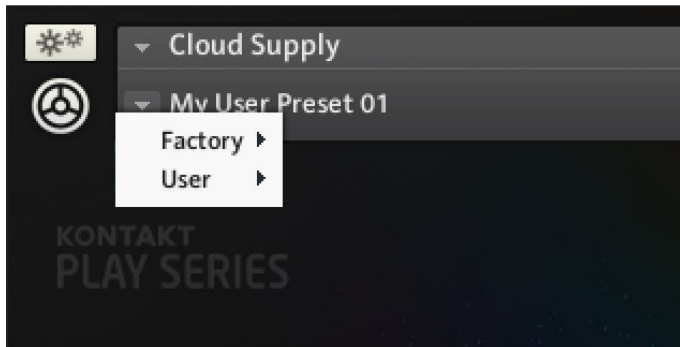 Cloud Supply
My User Preset 01
Factory
User
KONTAKT
PLAY SERIES